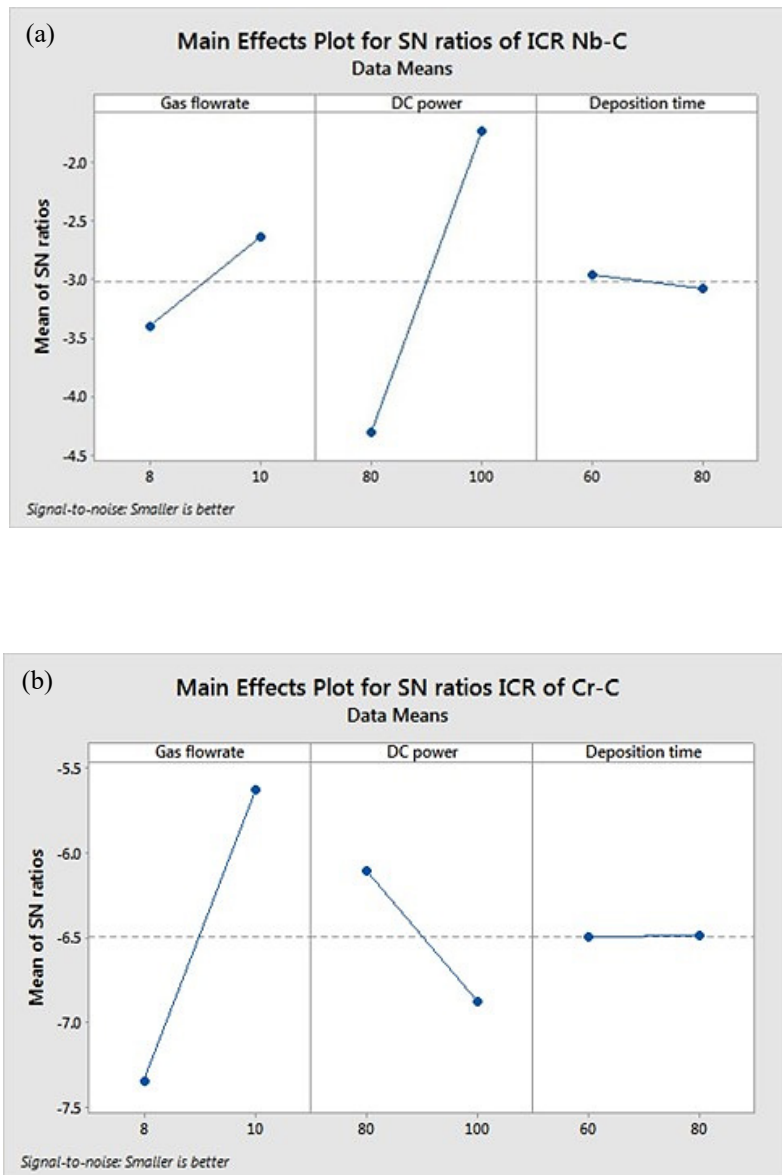 (a)
Main Effects Plot for SN ratios of ICR Nb-C
Data Means
Gas flowrate DC power Deposition time
Mean of SN ratios
-2.0
-2.5
-3.0
-3.5
-4.0
-4.5
8 10 80 100 60 80
Signal-to-noise: Smaller is better
(b)
Main Effects Plot for SN ratios ICR of Cr-C
Data Means
Gas flowrate DC power Deposition time
Mean of SN ratios
-5.5
-6.0
-6.5
-7.0
-7.5
8 10 80 100 60 80
Signal-to-noise: Smaller is better